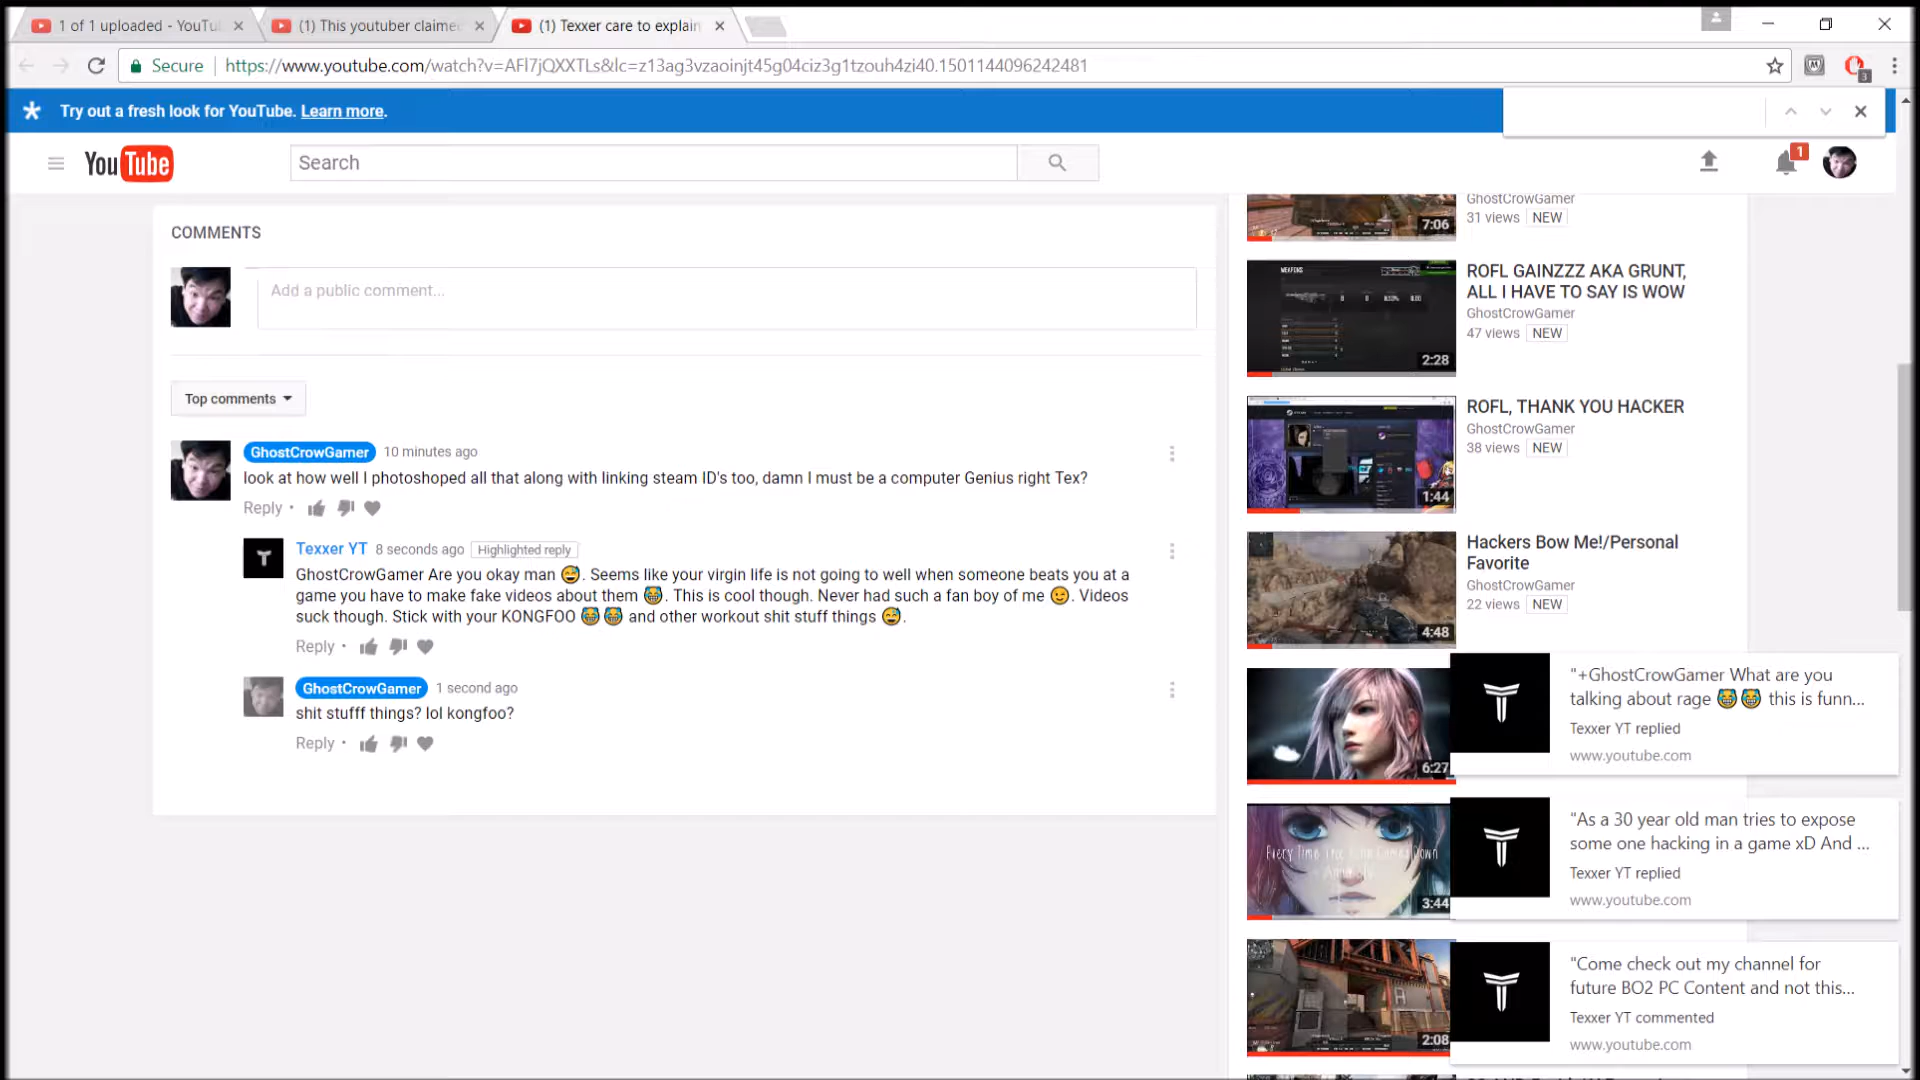 1 of 1 uploaded - YouTu
(1) This youtuber claime
(1) Texxer care to explain
Secure
https://www.youtube.com/watch?v=AFl7jQXXTLs&lc=z13ag3vzaoinjt45g04ciz3g1tzouh4zi40.1501144096242481
3
Try out a fresh look for YouTube. Learn more.
YouTube
Search
1
COMMENTS
Add a public comment...
Top comments
GhostCrowGamer 10 minutes ago
look at how well I photoshoped all that along with linking steam ID's too, damn I must be a computer Genius right Tex?
Reply
Texxer YT 8 seconds ago Highlighted reply
GhostCrowGamer Are you okay man 😅. Seems like your virgin life is not going to well when someone beats you at a
game you have to make fake videos about them 😂. This is cool though. Never had such a fan boy of me 😉. Videos
suck though. Stick with your KONGFOO 😂😂 and other workout shit stuff things 😅.
Reply
GhostCrowGamer 1 second ago
shit stufff things? lol kongfoo?
Reply
7:06
GhostCrowGamer
31 views NEW
WEAPONS
2:28
ROFL GAINZZZ AKA GRUNT,
ALL I HAVE TO SAY IS WOW
GhostCrowGamer
47 views NEW
1:44
ROFL, THANK YOU HACKER
GhostCrowGamer
38 views NEW
4:48
Hackers Bow Me!/Personal
Favorite
GhostCrowGamer
22 views NEW
6:27
"+GhostCrowGamer What are you
talking about rage 😂😂 this is funn...
Texxer YT replied
www.youtube.com
3:44
"As a 30 year old man tries to expose
some one hacking in a game xD And ...
Texxer YT replied
www.youtube.com
2:08
"Come check out my channel for
future BO2 PC Content and not this...
Texxer YT commented
www.youtube.com